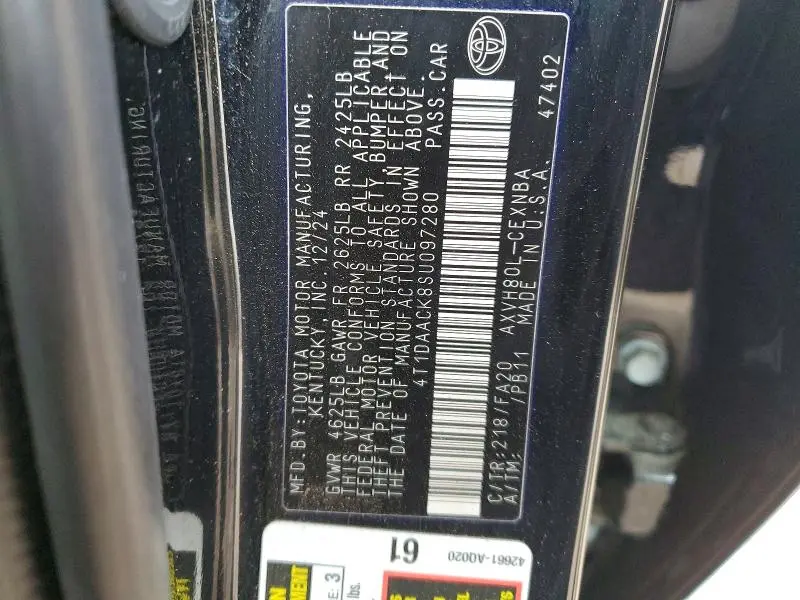 MFD.BY:TOYOTA MOTOR MANUFACTURING,
KENTUCKY, INC. 12/24
GVWR 4625LB GAWR FR 2625LB RR 2425LB
THIS VEHICLE CONFORMS TO ALL APPLICABLE
FEDERAL MOTOR VEHICLE SAFETY, BUMPER, AND
THEFT PREVENTION STANDARDS IN EFFECT ON
THE DATE OF MANUFACTURE SHOWN ABOVE.
4T1DAACK8SU097280 PASS.CAR
C/TR:218/FA20 AXVH80L-CEXNBA
A/TM: /PB11 MADE IN U.S.A. 47402
61
42661-A0020
E: 3
lbs.